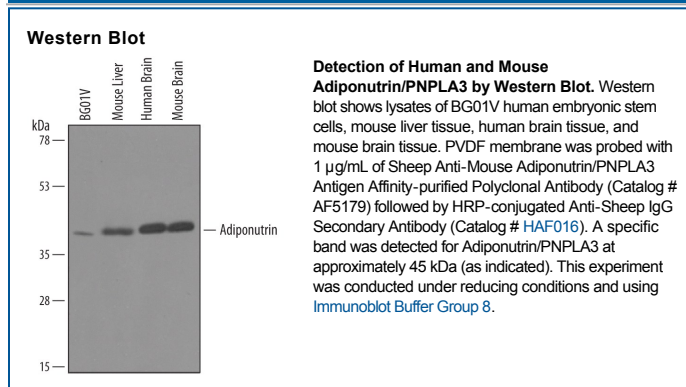 Western Blot
BG01V
Mouse Liver
Human Brain
Mouse Brain
kDa
78
53
35
28
15
Adiponutrin
Detection of Human and Mouse
Adiponutrin/PNPLA3 by Western Blot. Western
blot shows lysates of BG01V human embryonic stem
cells, mouse liver tissue, human brain tissue, and
mouse brain tissue. PVDF membrane was probed with
1 µg/mL of Sheep Anti-Mouse Adiponutrin/PNPLA3
Antigen Affinity-purified Polyclonal Antibody (Catalog #
AF5179) followed by HRP-conjugated Anti-Sheep IgG
Secondary Antibody (Catalog # HAF016). A specific
band was detected for Adiponutrin/PNPLA3 at
approximately 45 kDa (as indicated). This experiment
was conducted under reducing conditions and using
Immunoblot Buffer Group 8.